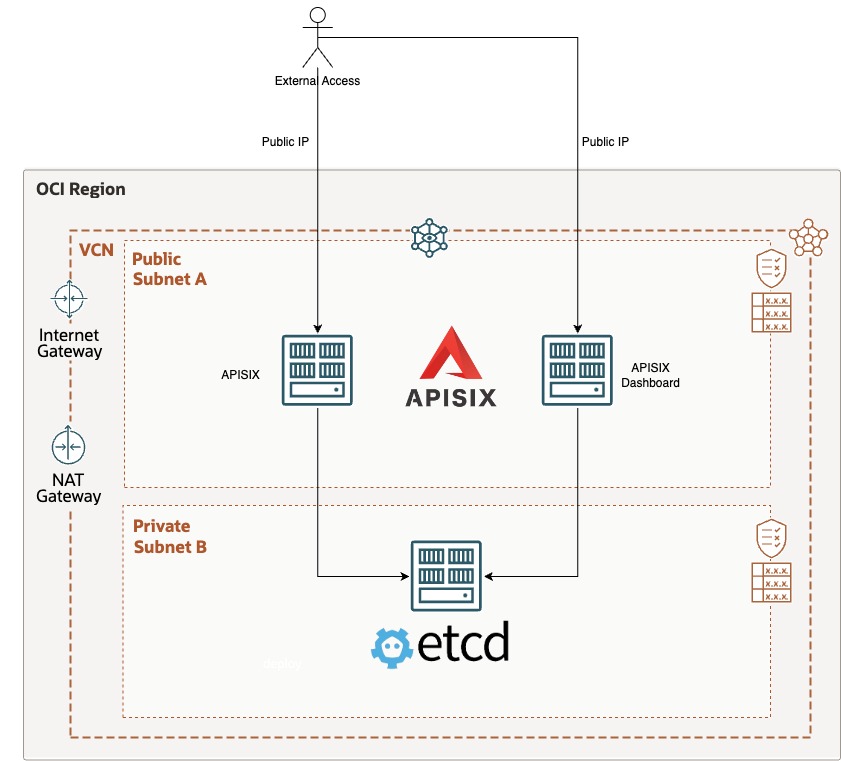 External Access
Public IP
Public IP
OCI Region
VCN
Public
Subnet A
Internet
Gateway
APISIX
APISIX
APISIX
Dashboard
NAT
Gateway
Private
Subnet B
etcd
deploy
x.x.x.
x.x.x.
x.x.x.
x.x.x.
x.x.x.
x.x.x.